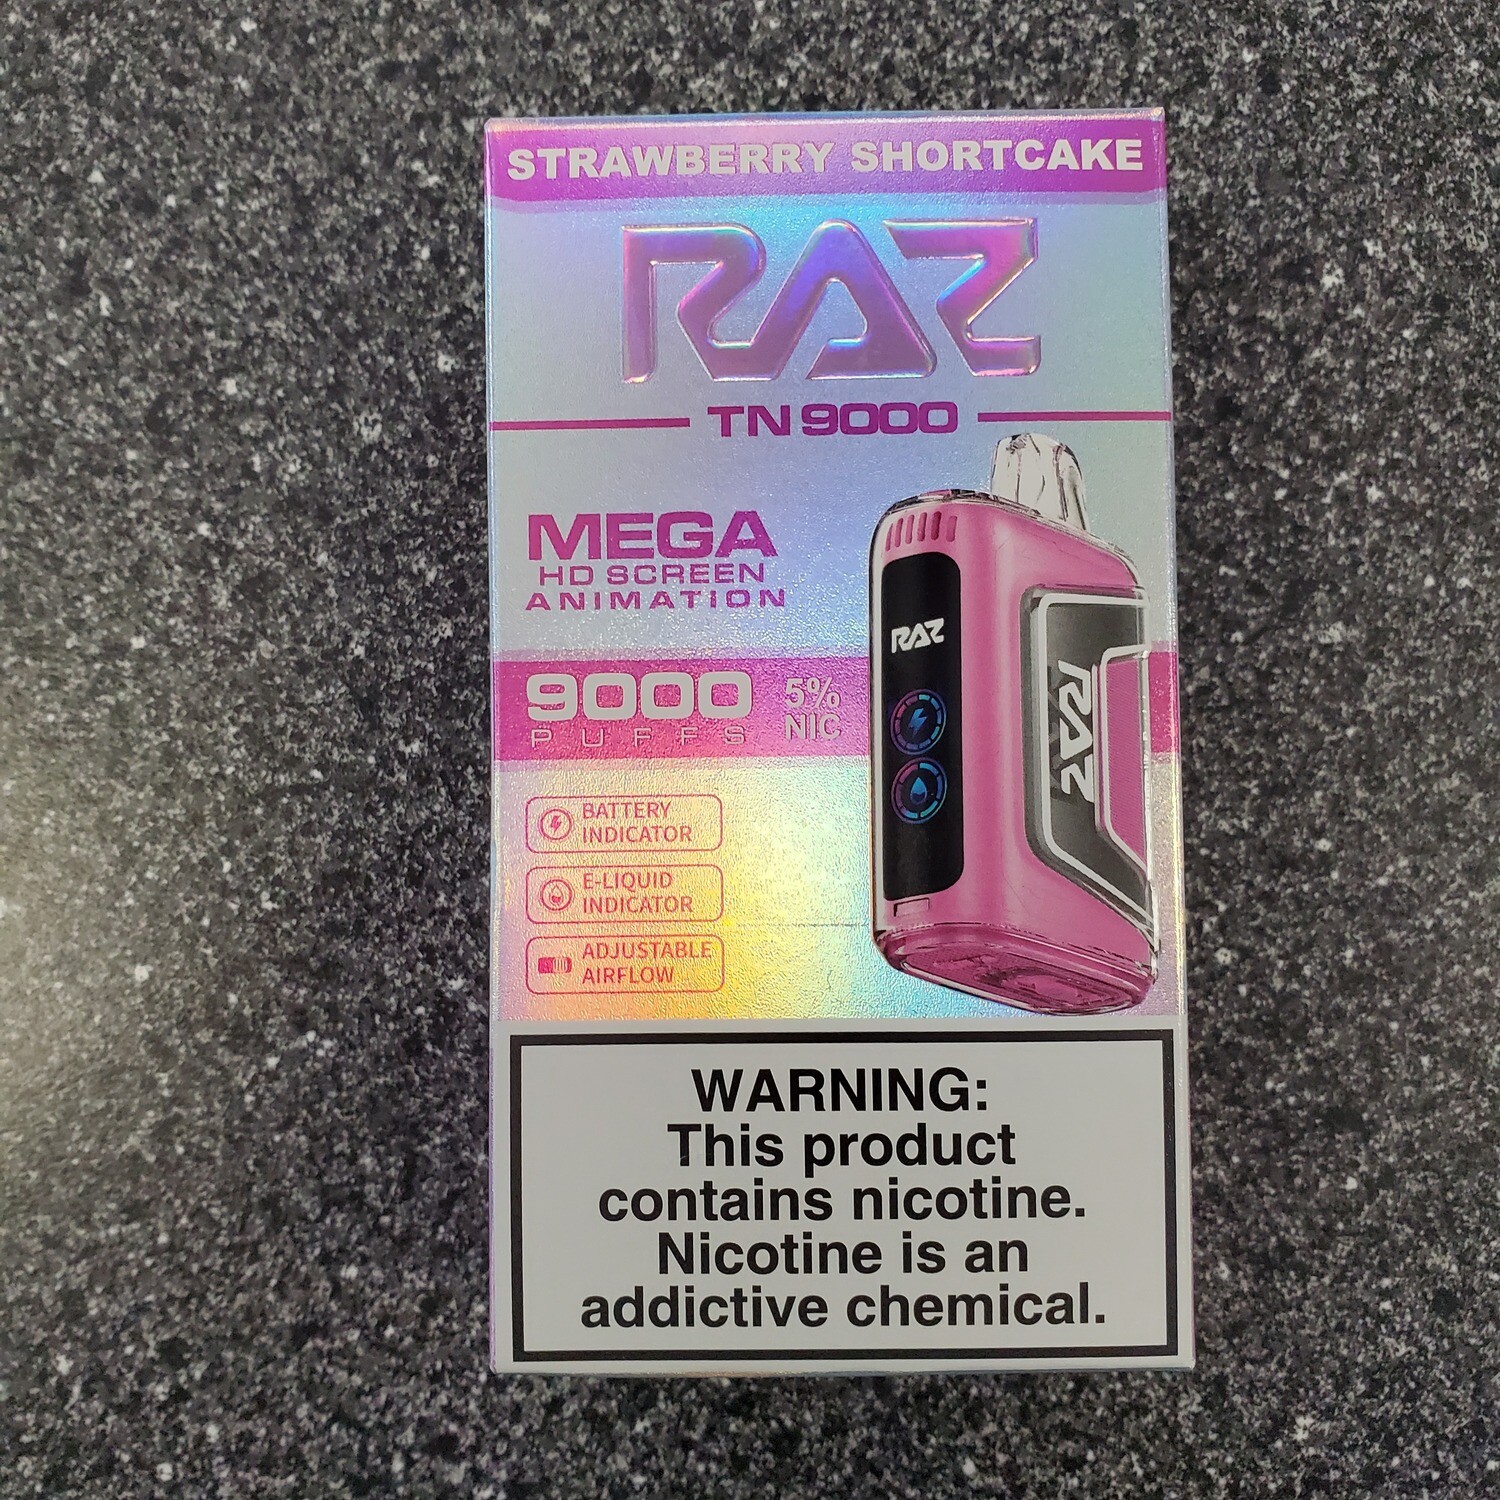 STRAWBERRY SHORTCAKE
RAZ
TN 9000
MEGA
HD SCREEN
ANIMATION
9000
PUFFS
5%
NIC
BATTERY
INDICATOR
E-LIQUID
INDICATOR
ADJUSTABLE
AIRFLOW
RAZ
RAZ
WARNING:
This product
contains nicotine.
Nicotine is an
addictive chemical.